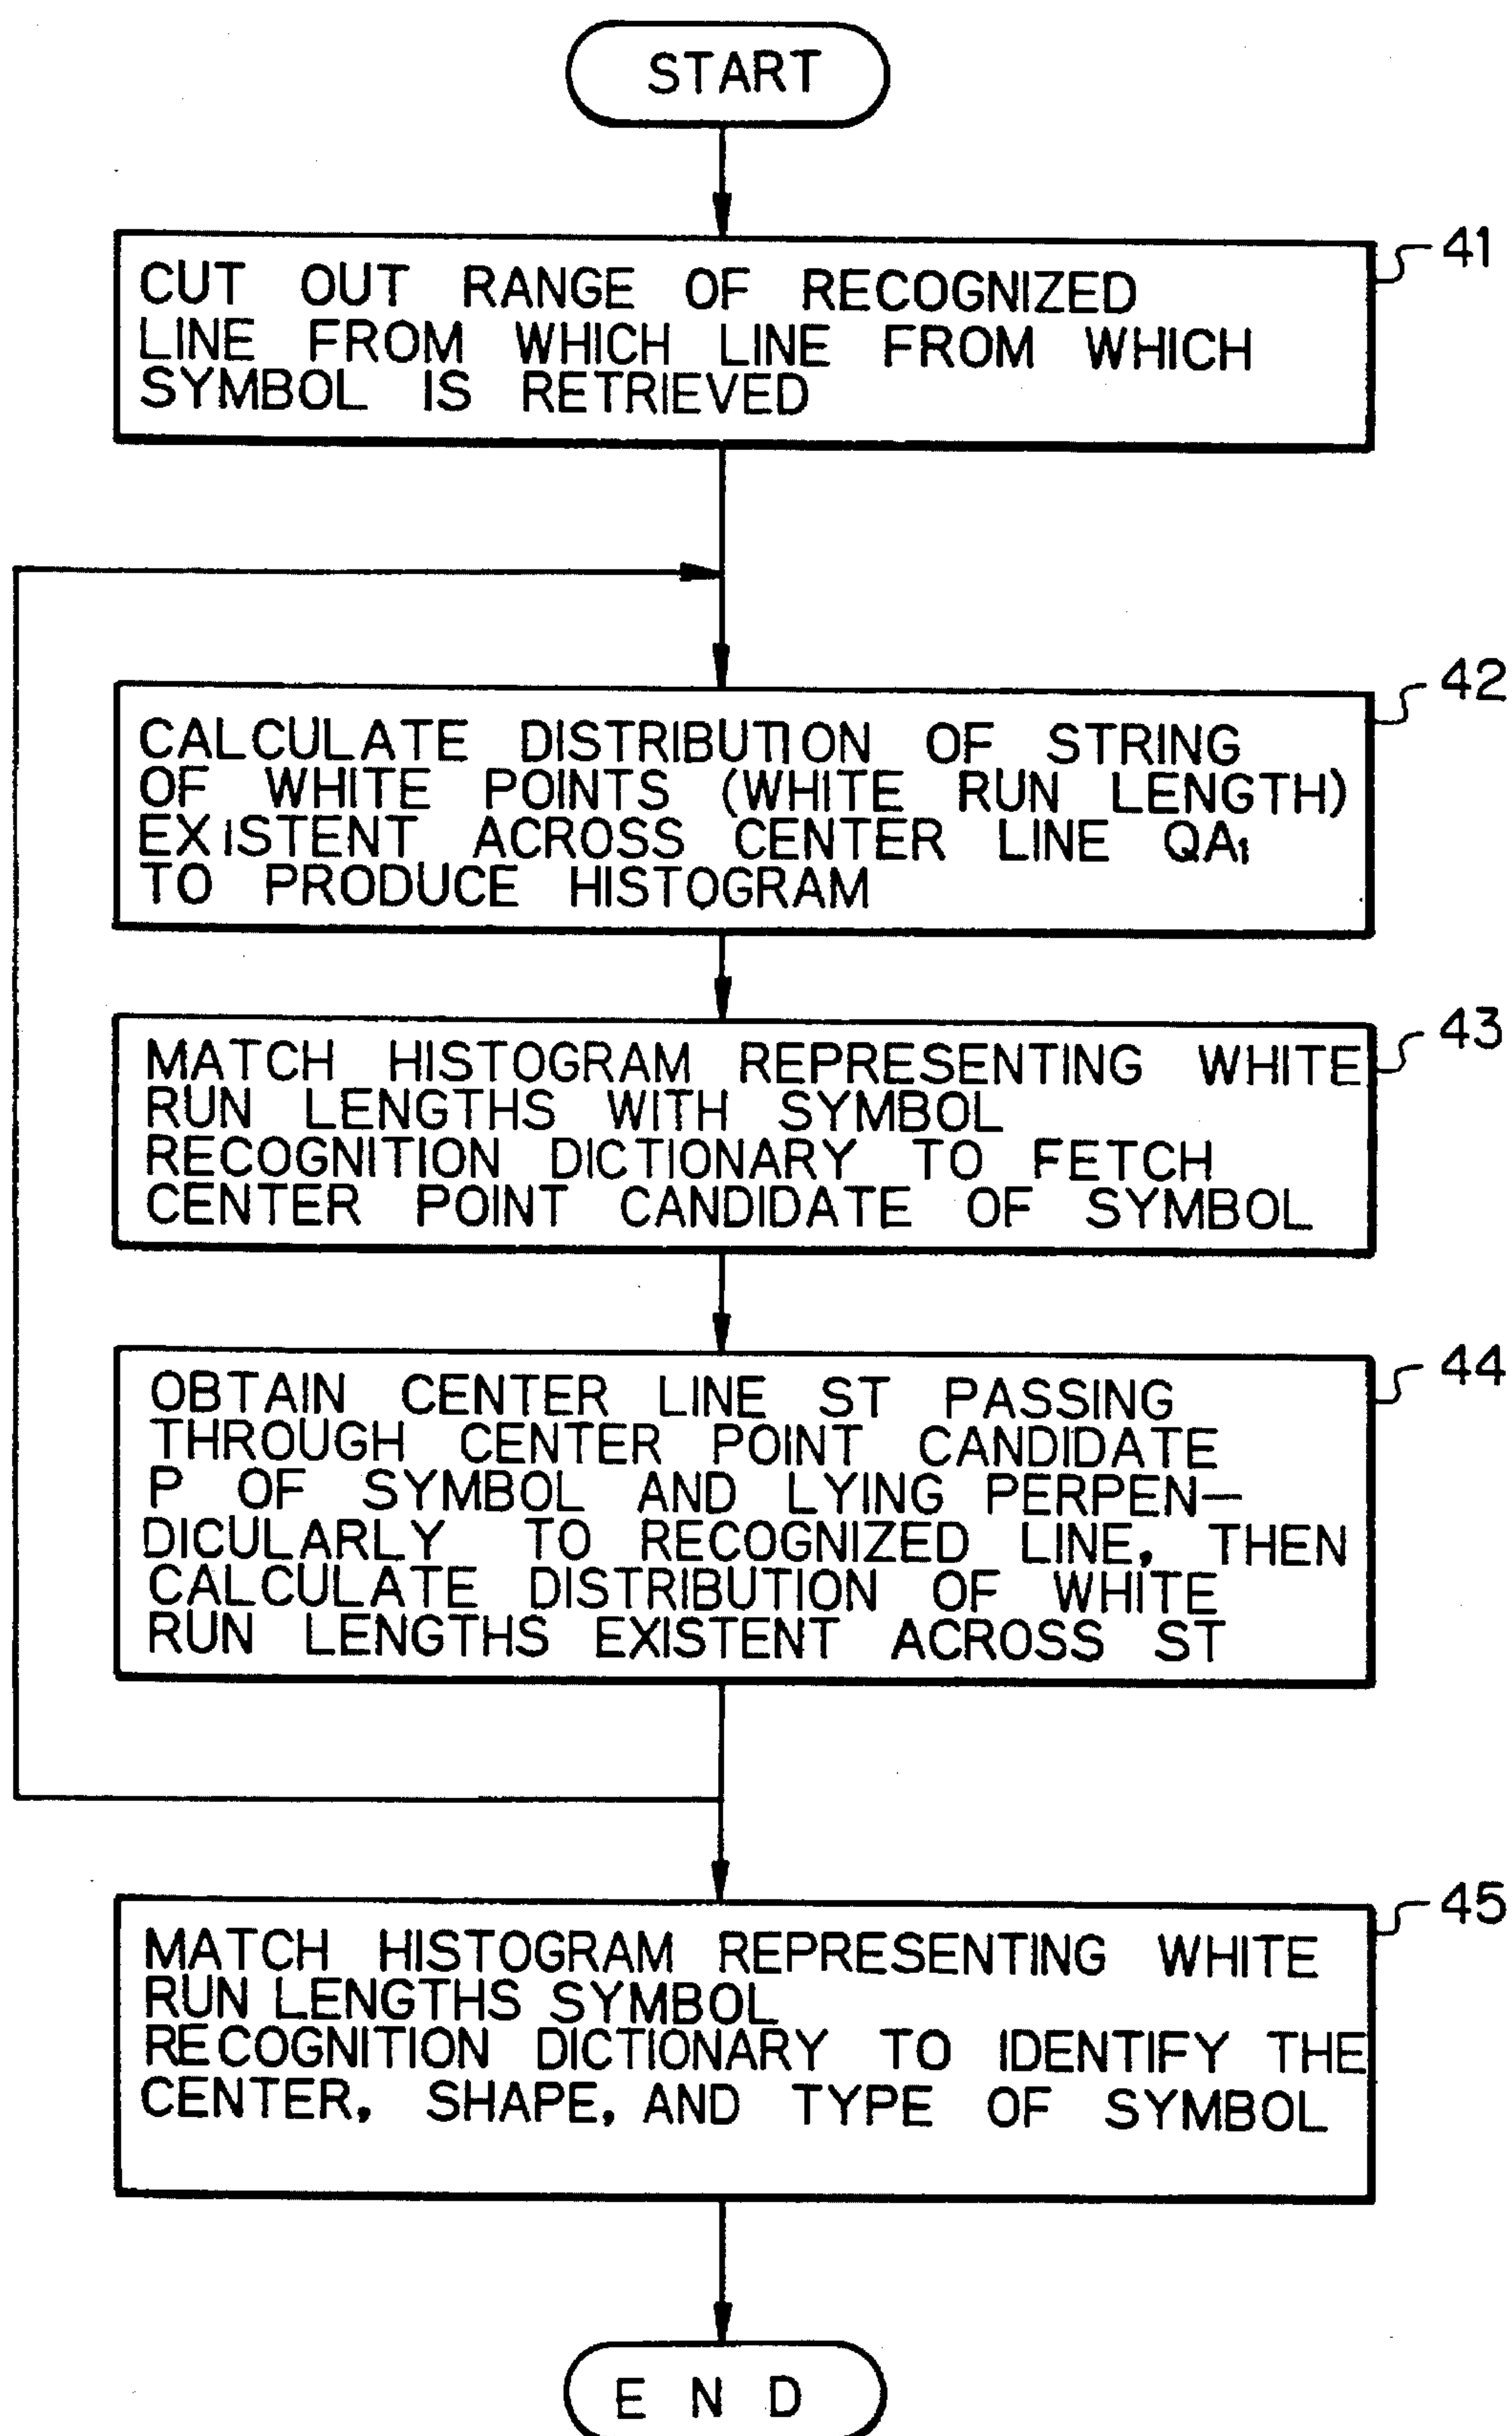 START
41
CUT OUT RANGE OF RECOGNIZED
LINE FROM WHICH LINE FROM WHICH
SYMBOL IS RETRIEVED
42
CALCULATE DISTRIBUTION OF STRING
OF WHITE POINTS (WHITE RUN LENGTH)
EXISTENT ACROSS CENTER LINE QA₁
TO PRODUCE HISTOGRAM
43
MATCH HISTOGRAM REPRESENTING WHITE
RUN LENGTHS WITH SYMBOL
RECOGNITION DICTIONARY TO FETCH
CENTER POINT CANDIDATE OF SYMBOL
44
OBTAIN CENTER LINE ST PASSING
THROUGH CENTER POINT CANDIDATE
P OF SYMBOL AND LYING PERPEN-
DICULARLY TO RECOGNIZED LINE, THEN
CALCULATE DISTRIBUTION OF WHITE
RUN LENGTHS EXISTENT ACROSS ST
45
MATCH HISTOGRAM REPRESENTING WHITE
RUN LENGTHS SYMBOL
RECOGNITION DICTIONARY TO IDENTIFY THE
CENTER, SHAPE, AND TYPE OF SYMBOL
END